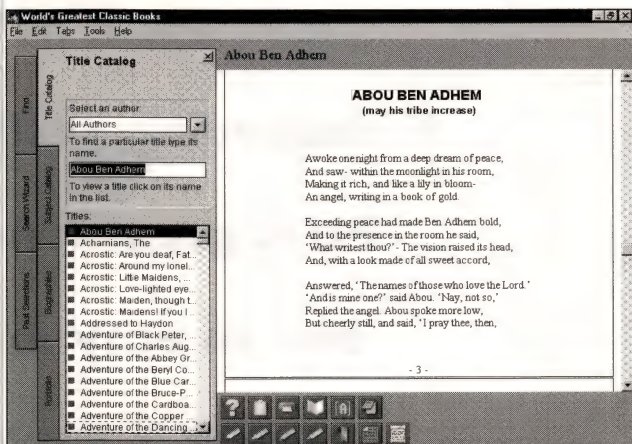 World's Greatest Classic Books
File Edit Tabs Tools Help
Find
Search Wizard
Past Selections
Title Catalog
Subject Catalog
Biographies
Portfolio
Title Catalog
Select an author:
All Authors
To find a particular title type its
name.
Abou Ben Adhem
To view a title click on its name
in the list.
Titles:
Abou Ben Adhem
Acharnians, The
Acrostic: Are you deaf, Fat...
Acrostic: Around my lonel...
Acrostic: Little Maidens, ...
Acrostic: Love-lighted eye...
Acrostic: Maiden, though t...
Acrostic: Maidens! If you l...
Addressed to Haydon
Adventure of Black Peter, ...
Adventure of Charles Aug...
Adventure of the Abbey Gr...
Adventure of the Beryl Co...
Adventure of the Blue Car...
Adventure of the Bruce-P...
Adventure of the Cardboa...
Adventure of the Copper ...
Adventure of the Dancing ...
Abou Ben Adhem
ABOU BEN ADHEM
(may his tribe increase)
Awoke one night from a deep dream of peace,
And saw- within the moonlight in his room,
Making it rich, and like a lily in bloom-
An angel, writing in a book of gold.
Exceeding peace had made Ben Adhem bold,
And to the presence in the room he said,
'What writest thou?'- The vision raised its head,
And, with a look made of all sweet accord,
Answered, 'The names of those who love the Lord.'
'And is mine one?' said Abou. 'Nay, not so,'
Replied the angel. Abou spoke more low,
But cheerly still, and said, 'I pray thee, then,
- 3 -